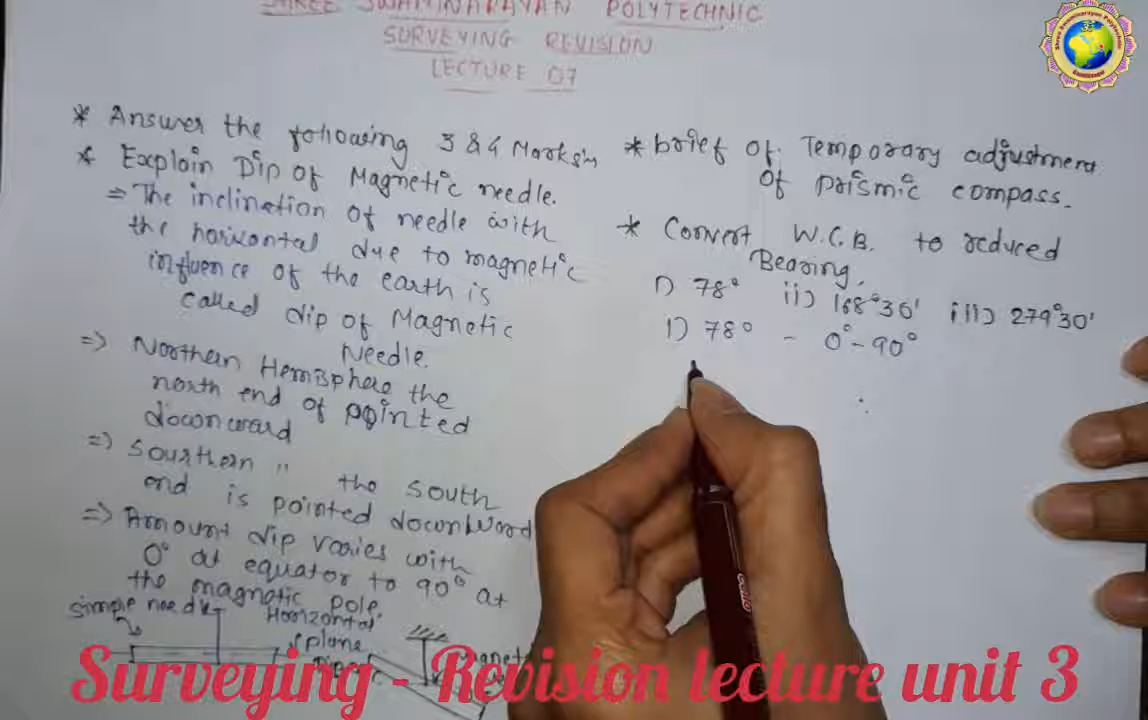 SHREE SWAMINARAYAN POLYTECHNIC
SURVEYING REVISION
LECTURE 07
* Answer the following 3 & 4 Marks'n
* Explain Dip of Magnetic needle.
⇒ The inclination of needle with
the horizontal due to magnetic
influence of the earth is
called dip of Magnetic
Needle.
⇒ Northern Hemisphere the
north end of pointed
downward
⇒ Sourthern " the south
end is pointed downward
⇒ Amount dip varies with
0° at equator to 90° at
the magnetic pole.
simple needle
Horizontal
plane
* brief of Temporary adjustment
of prismic compass.
* Convert W.C.B. to reduced
Bearing.
i) 78° ii) 168°30' iii) 279°30'
1) 78° - 0° - 90°
Surveying - Revision lecture unit 3